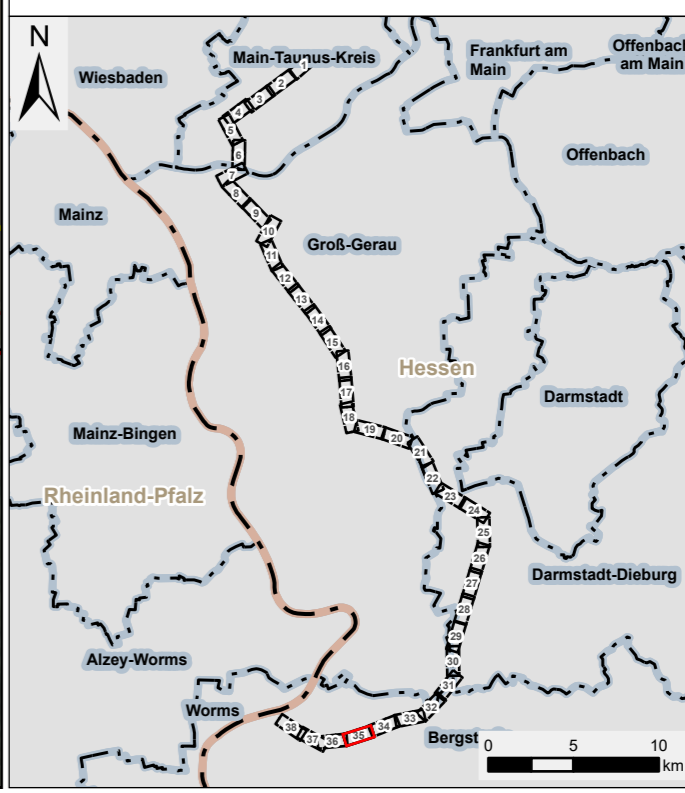 N
Wiesbaden
Main-Taunus-Kreis
Frankfurt am
Main
Offenbach
am Main
1
2
3
4
5
6
7
8
9
10
11
12
13
14
15
16
17
18
19
20
21
22
23
24
25
26
27
28
29
30
31
32
33
34
35
36
37
38
Offenbach
Mainz
Groß-Gerau
Hessen
Darmstadt
Mainz-Bingen
Rheinland-Pfalz
Darmstadt-Dieburg
Alzey-Worms
Worms
Bergst
0 5 10
km